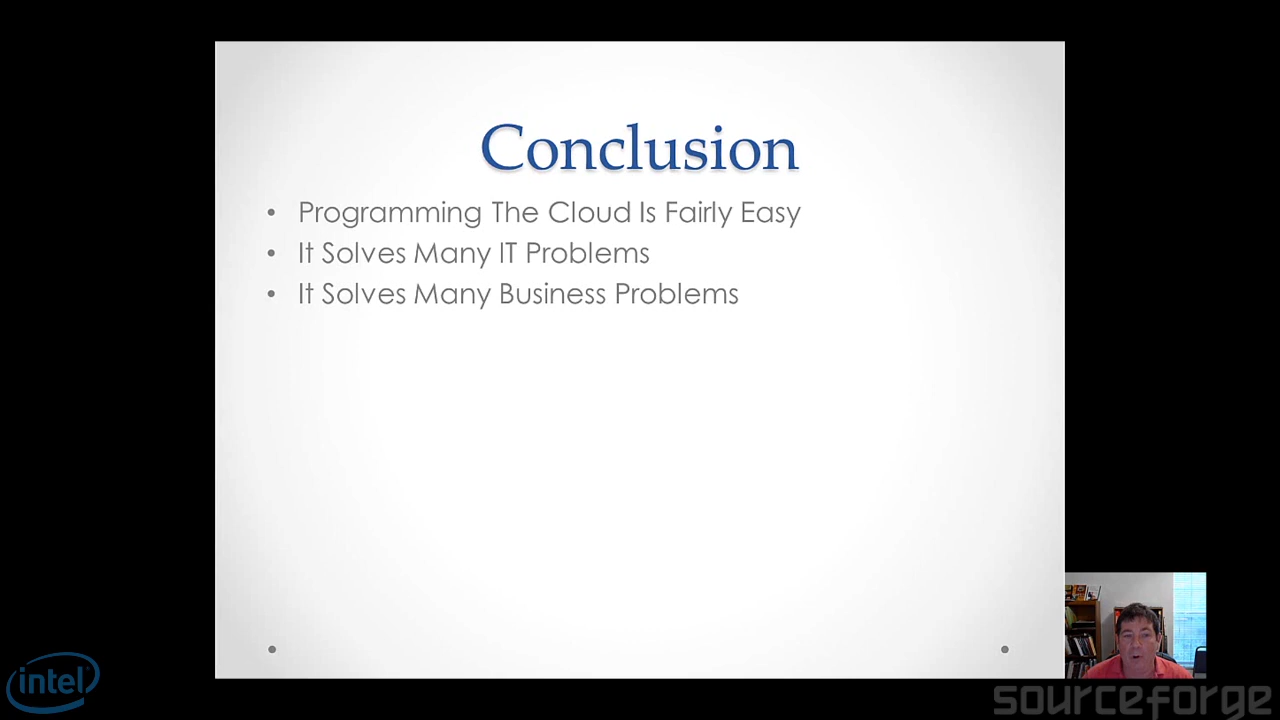 Conclusion
• Programming The Cloud Is Fairly Easy
• It Solves Many IT Problems
• It Solves Many Business Problems
intel
sourceforge